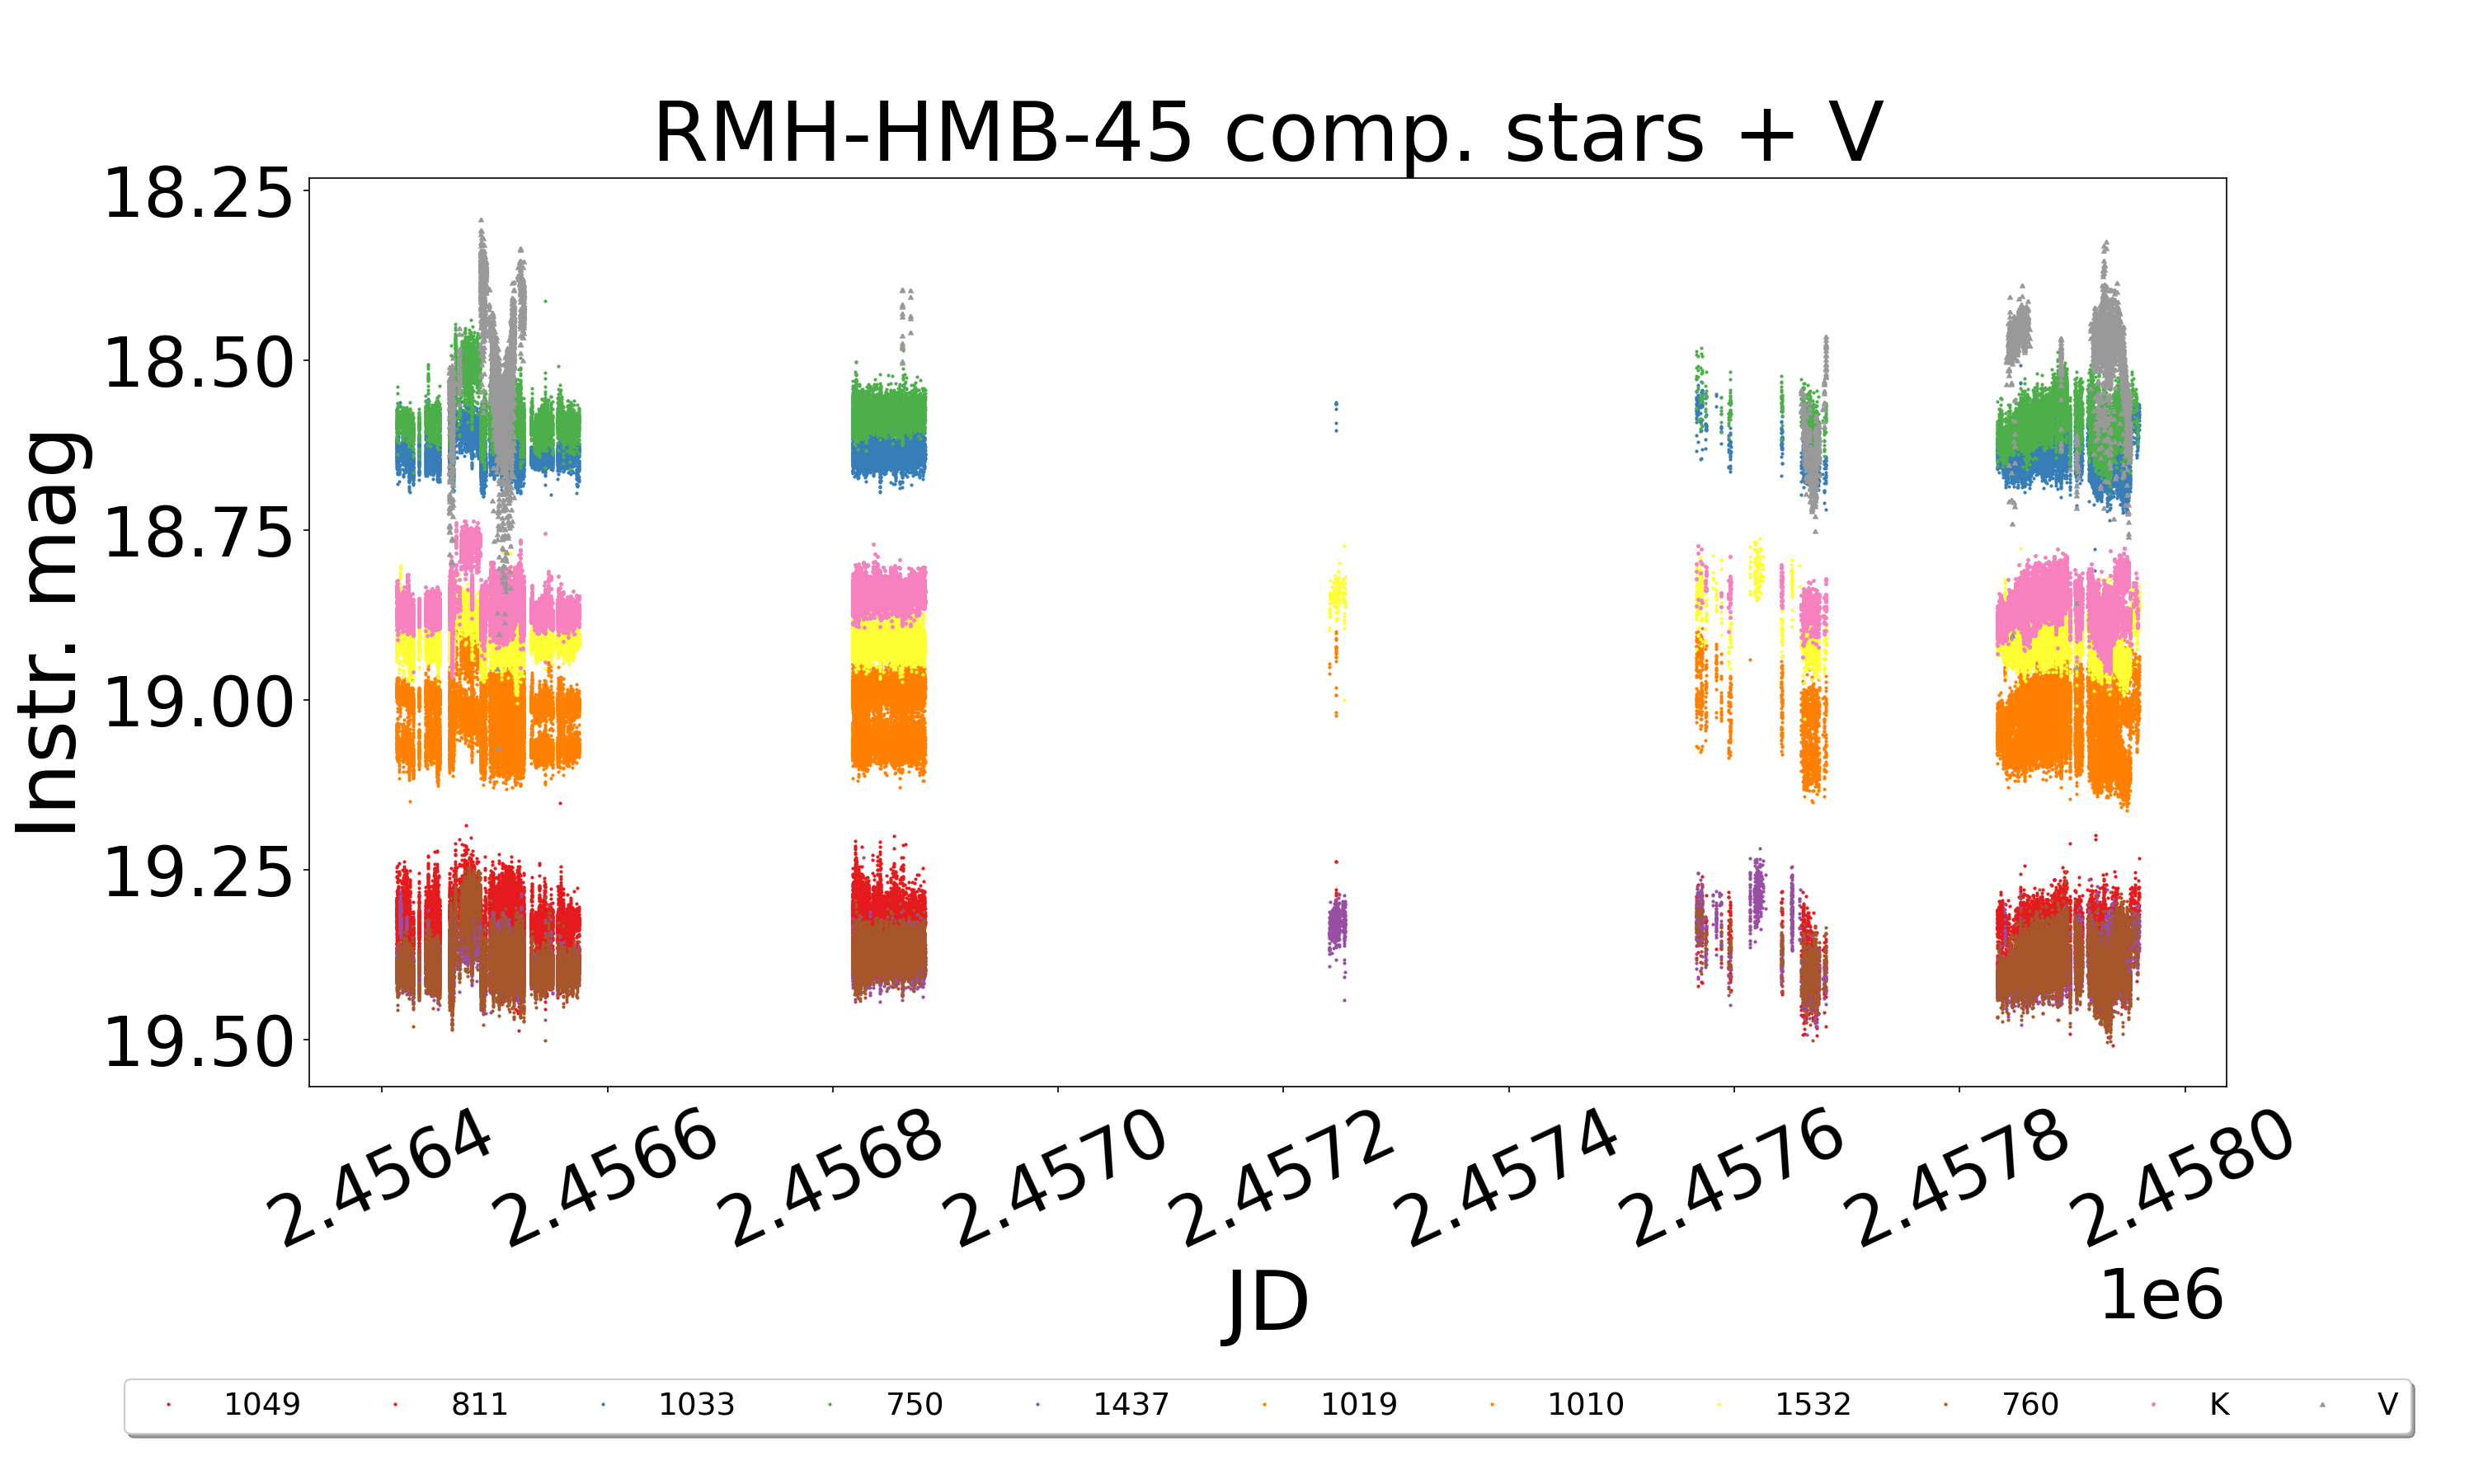 RMH-HMB-45 comp. stars + V
Instr. mag
18.25
18.50
18.75
19.00
19.25
19.50
2.4564 2.4566 2.4568 2.4570 2.4572 2.4574 2.4576 2.4578 2.4580
JD
1e6
1049 811 1033 750 1437 1019 1010 1532 760 K V